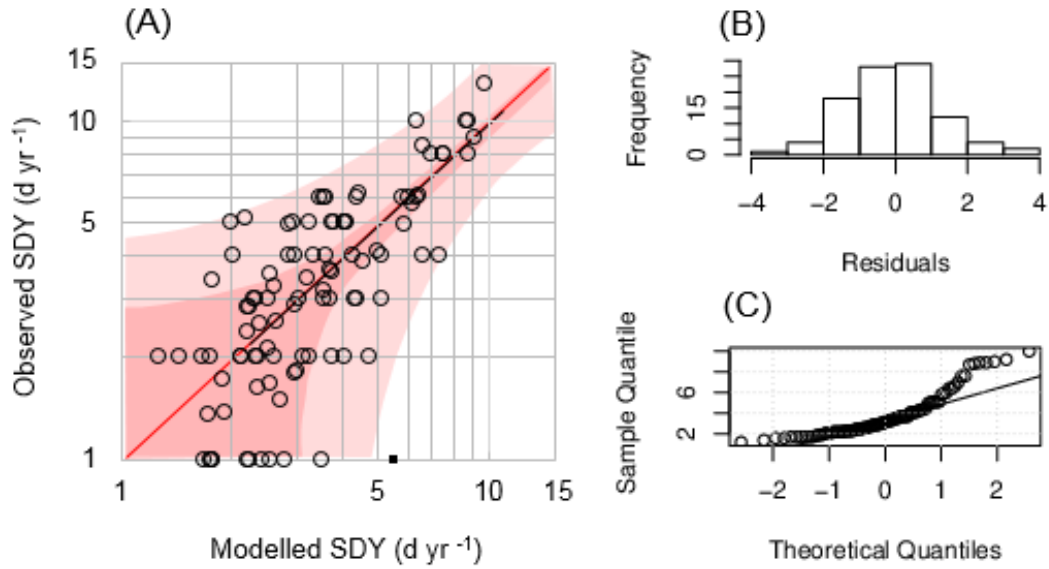 (A)
15
10
5
1
Observed SDY (d yr -1)
1
5
10
15
Modelled SDY (d yr -1)
(B)
Frequency
15
0
−4
−2
0
2
4
Residuals
(C)
Sample Quantile
6
2
−2
−1
0
1
2
Theoretical Quantiles